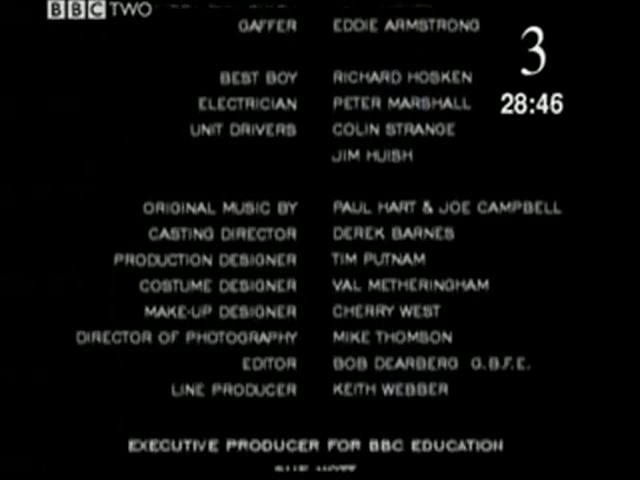 BBC TWO
GAFFER EDDIE ARMSTRONG
3
BEST BOY RICHARD HOSKEN
ELECTRICIAN PETER MARSHALL
28:46
UNIT DRIVERS COLIN STRANGE
JIM HUISH
ORIGINAL MUSIC BY PAUL HART & JOE CAMPBELL
CASTING DIRECTOR DEREK BARNES
PRODUCTION DESIGNER TIM PUTNAM
COSTUME DESIGNER VAL METHERINGHAM
MAKE-UP DESIGNER CHERRY WEST
DIRECTOR OF PHOTOGRAPHY MIKE THOMSON
EDITOR BOB DEARBERG G.B.F.E.
LINE PRODUCER KEITH WEBBER
EXECUTIVE PRODUCER FOR BBC EDUCATION